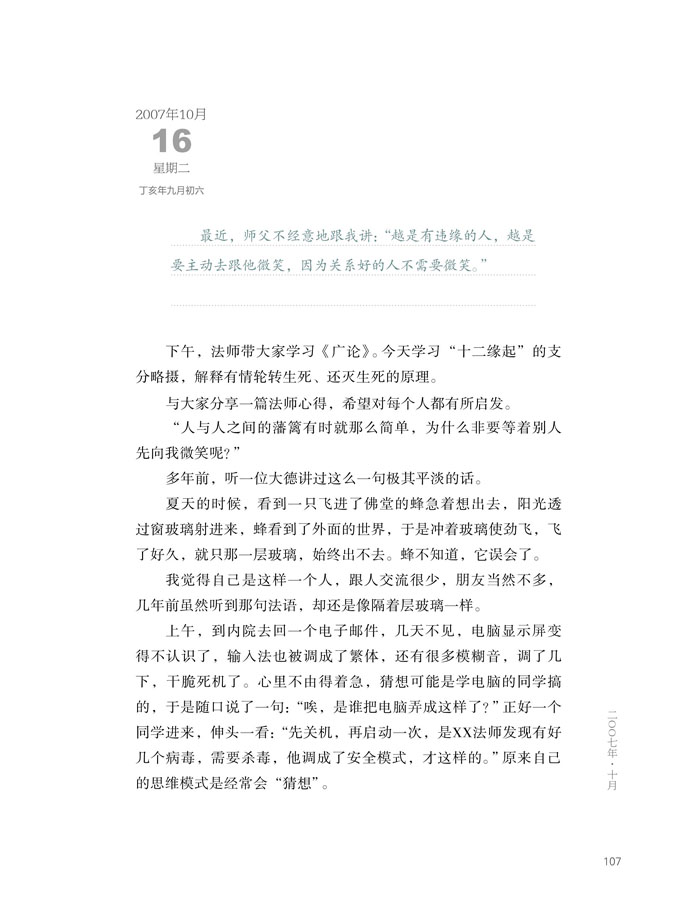 2007年10月
16
星期二
丁亥年九月初六
最近，师父不经意地跟我讲：“越是有违缘的人，越是
要主动去跟他微笑，因为关系好的人不需要微笑。”
下午，法师带大家学习《广论》。今天学习“十二缘起”的支
分略摄，解释有情轮转生死、还灭生死的原理。
与大家分享一篇法师心得，希望对每个人都有所启发。
“人与人之间的藩篱有时就那么简单，为什么非要等着别人
先向我微笑呢？”
多年前，听一位大德讲过这么一句极其平淡的话。
夏天的时候，看到一只飞进了佛堂的蜂急着想出去，阳光透
过窗玻璃射进来，蜂看到了外面的世界，于是冲着玻璃使劲飞，飞
了好久，就只那一层玻璃，始终出不去。蜂不知道，它误会了。
我觉得自己是这样一个人，跟人交流很少，朋友当然不多，
几年前虽然听到那句法语，却还是像隔着层玻璃一样。
上午，到内院去回一个电子邮件，几天不见，电脑显示屏变
得不认识了，输入法也被调成了繁体，还有很多模糊音，调了几
下，干脆死机了。心里不由得着急，猜想可能是学电脑的同学搞
的，于是随口说了一句：“唉，是谁把电脑弄成这样了？”正好一个
同学进来，伸头一看：“先关机，再启动一次，是XX法师发现有好
几个病毒，需要杀毒，他调成了安全模式，才这样的。”原来自己
的思维模式是经常会“猜想”。
二〇〇七年·十月
107